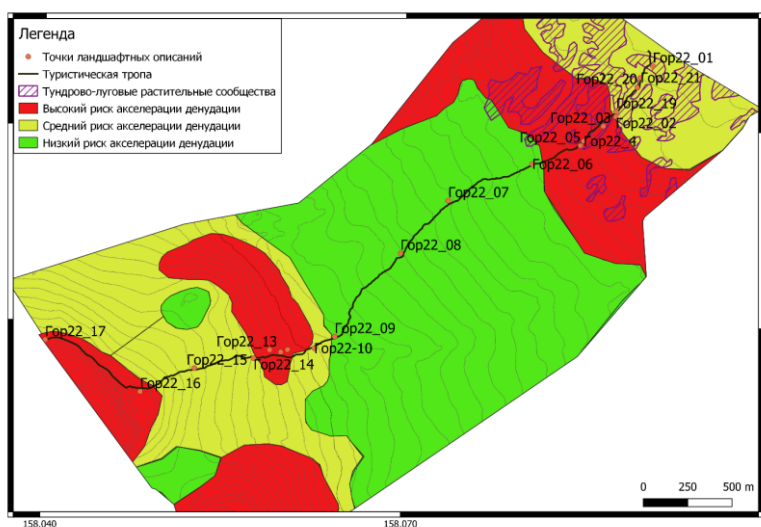 Легенда
Точки ландшафтных описаний
Туристическая тропа
Тундрово-луговые растительные сообщества
Высокий риск акселерации денудации
Средний риск акселерации денудации
Низкий риск акселерации денудации
Гор22_01
Гор22_20
Гор22_21
Гор22_19
Гор22_03
Гор22_02
Гор22_05
Гор22_4
Гор22_06
Гор22_07
Гор22_08
Гор22_09
Гор22_17
Гор22_13
Гор22-10
Гор22_15
Гор22_14
Гор22_16
0 250 500 m
158.040
158.070